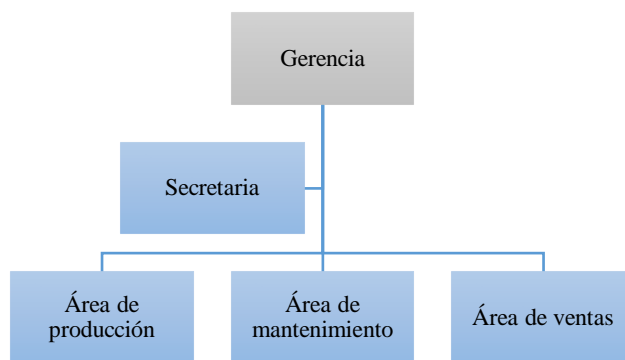 Gerencia
Secretaria
Área de
producción
Área de
mantenimiento
Área de ventas